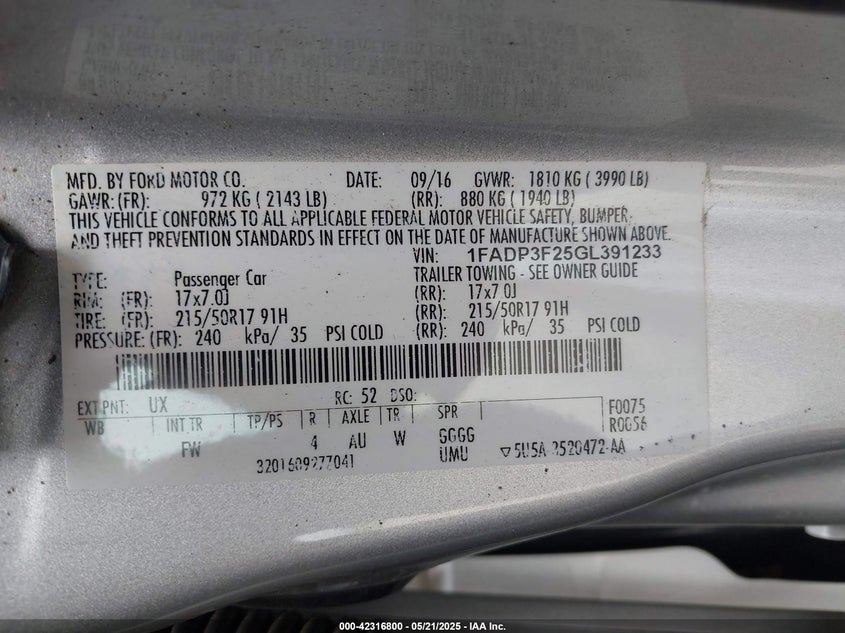 MFD. BY FORD MOTOR CO. DATE: 09/16 GVWR: 1810 KG ( 3990 LB)
GAWR: (FR): 972 KG ( 2143 LB) (RR): 880 KG ( 1940 LB)
THIS VEHICLE CONFORMS TO ALL APPLICABLE FEDERAL MOTOR VEHICLE SAFETY, BUMPER,
AND THEFT PREVENTION STANDARDS IN EFFECT ON THE DATE OF MANUFACTURE SHOWN ABOVE.
VIN: 1FADP3F25GL391233
TYPE: Passenger Car TRAILER TOWING - SEE OWNER GUIDE
RIM: (FR): 17x7.0J (RR): 17x7.0J
TIRE: (FR): 215/50R17 91H (RR): 215/50R17 91H
PRESSURE: (FR): 240 kPa/ 35 PSI COLD (RR): 240 kPa/ 35 PSI COLD
EXT PNT: UX RC: 52 DSO:
WB INT TR TP/PS R AXLE TR SPR F0075
R0056
FW 4 AU W GGGG
UMU
3201609277041 5U5A-3520472-AA
000-42316800 - 05/21/2025 - IAA Inc.